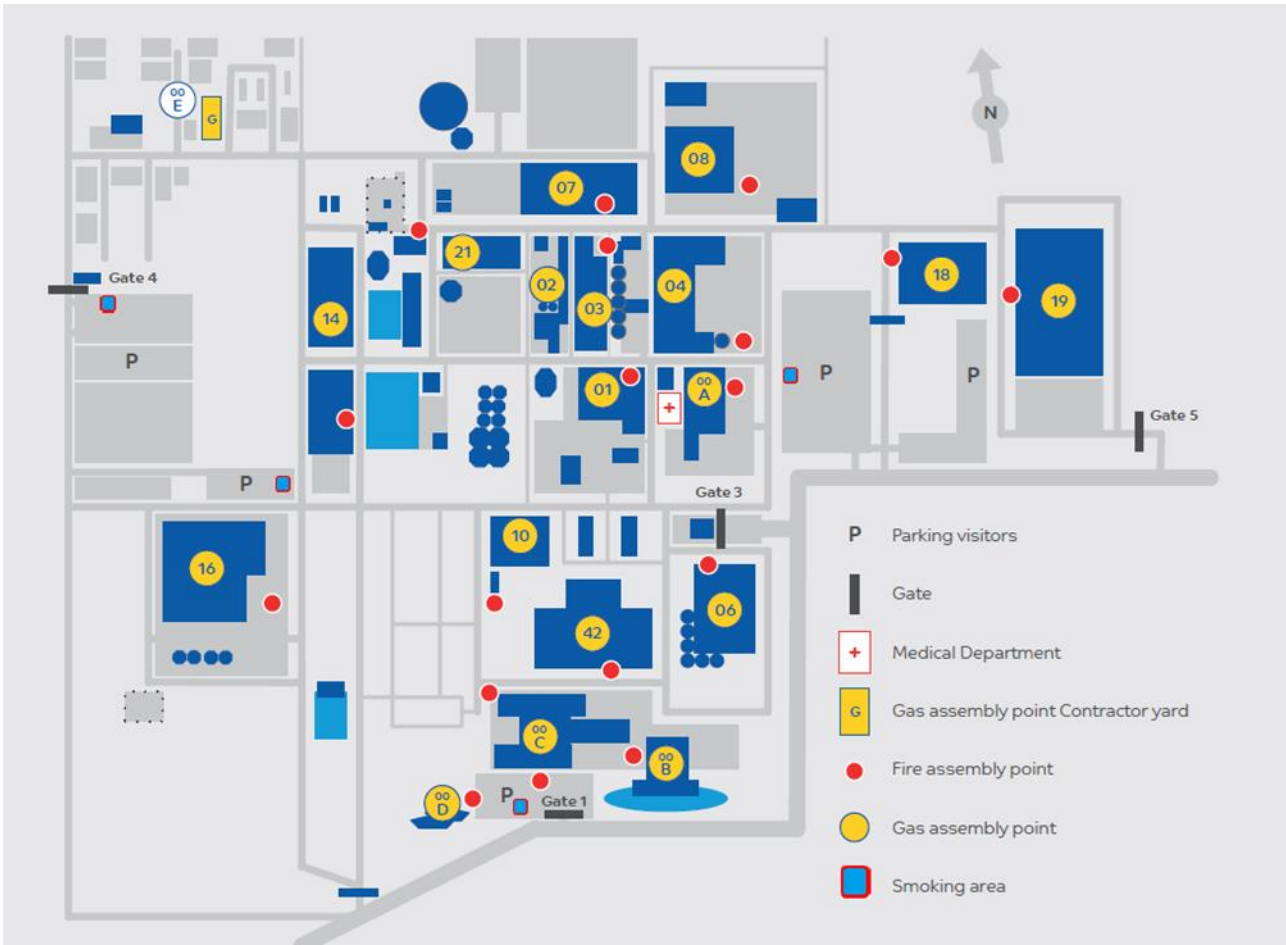 00
E
G
N
08
07
21
02
03
04
18
19
Gate 4
14
P
01
00
A
P
P
Gate 5
P
Gate 3
10
16
42
06
00
C
00
B
00
D
P
Gate 1
P Parking visitors
Gate
+ Medical Department
G Gas assembly point Contractor yard
Fire assembly point
Gas assembly point
Smoking area